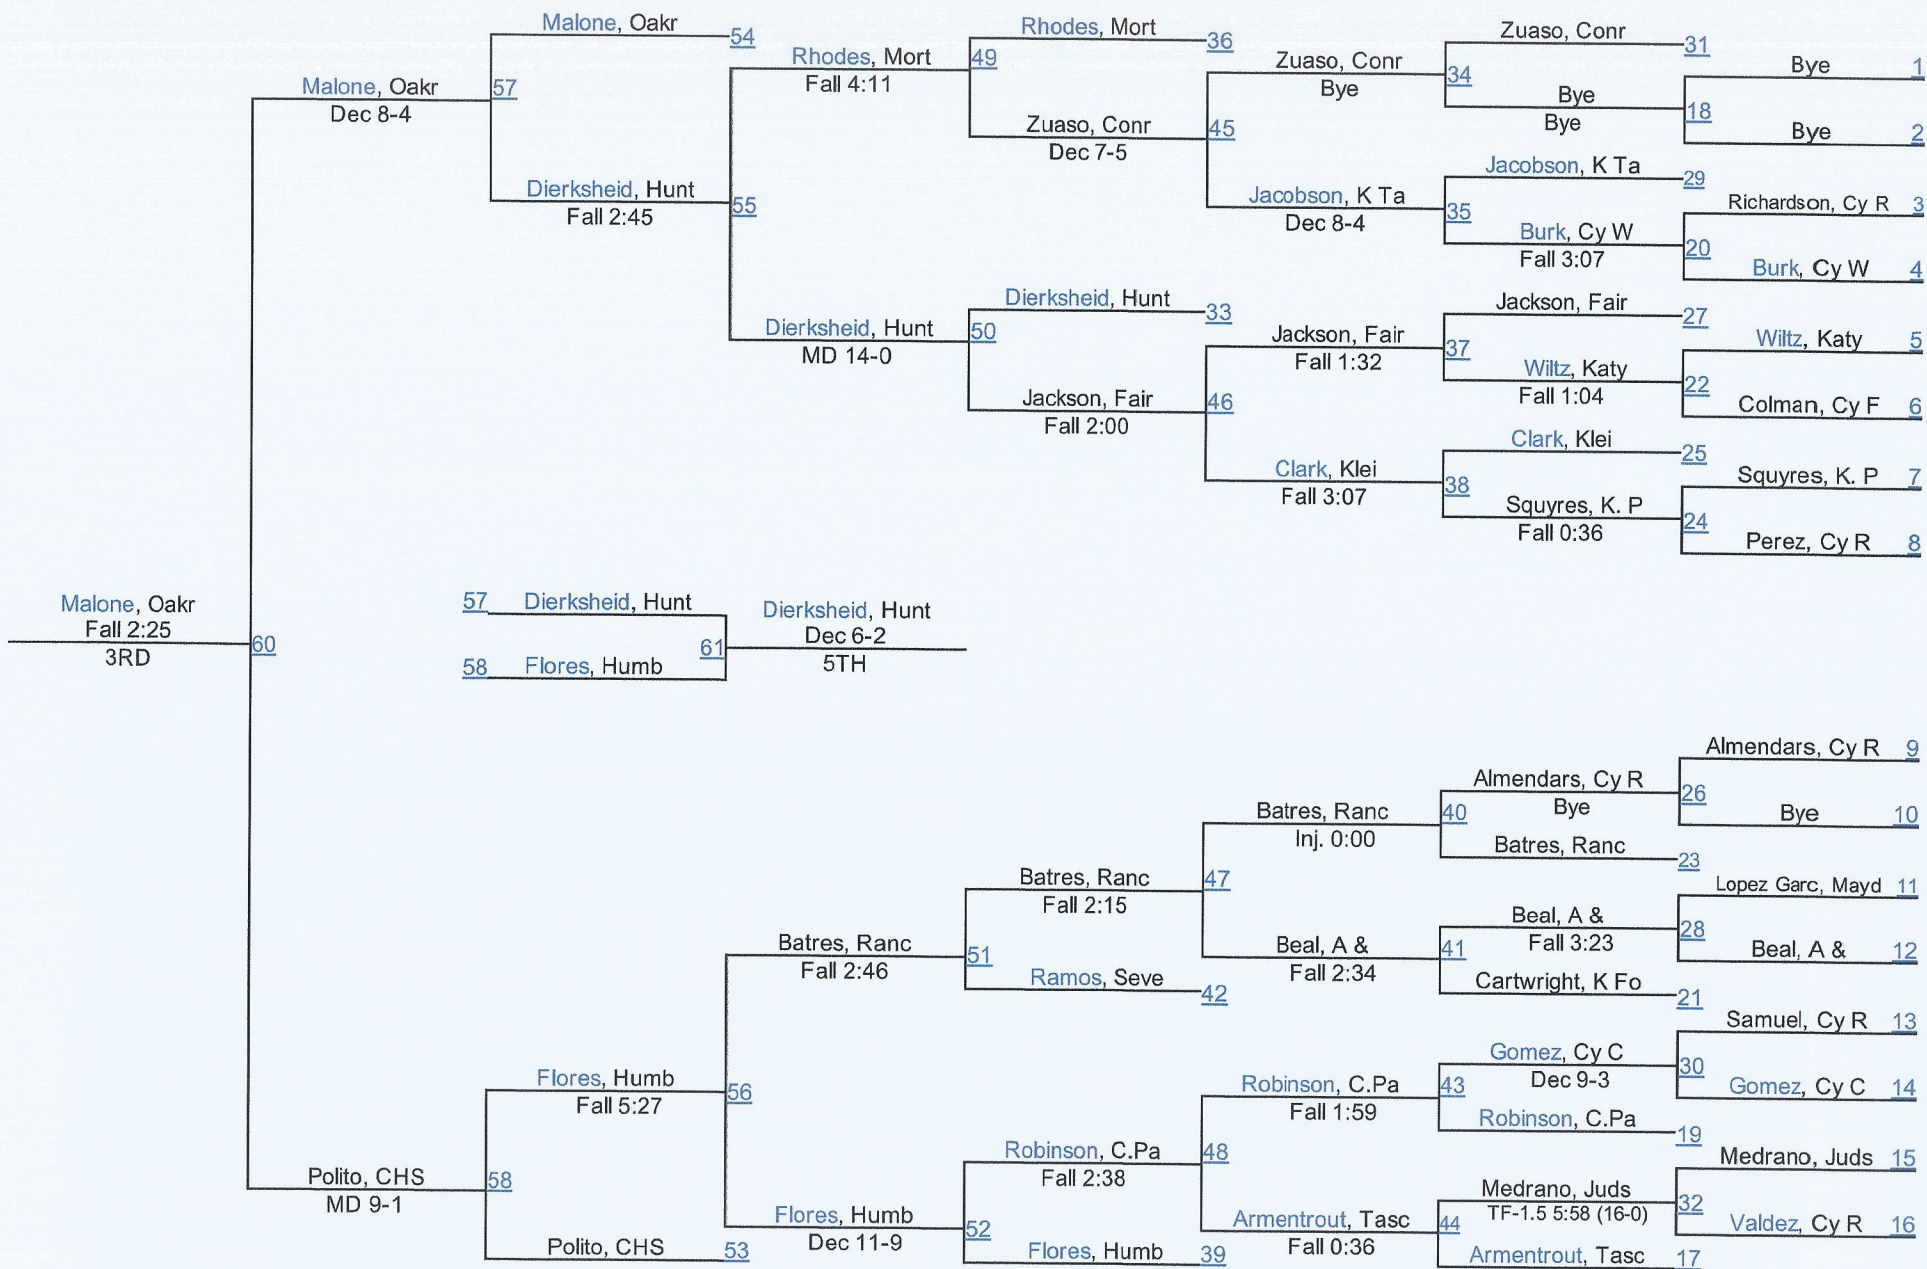 Malone, Oakr
54
Malone, Oakr
Dec 8-4
57
Dierksheid, Hunt
Fall 2:45
55
Rhodes, Mort
Fall 4:11
49
Rhodes, Mort
36
Zuaso, Conr
Dec 7-5
45
Zuaso, Conr
Bye
34
Zuaso, Conr
31
Bye
Bye
18
Bye
1
Bye
2
Jacobson, K Ta
Dec 8-4
35
Jacobson, K Ta
29
Burk, Cy W
Fall 3:07
20
Richardson, Cy R
3
Burk, Cy W
4
Dierksheid, Hunt
MD 14-0
50
Dierksheid, Hunt
33
Jackson, Fair
Fall 2:00
46
Jackson, Fair
Fall 1:32
37
Jackson, Fair
27
Wiltz, Katy
Fall 1:04
22
Wiltz, Katy
5
Colman, Cy F
6
Clark, Klei
Fall 3:07
38
Clark, Klei
25
Squyres, K. P
Fall 0:36
24
Squyres, K. P
7
Perez, Cy R
8
Malone, Oakr
Fall 2:25
3RD
60
57
Dierksheid, Hunt
58
Flores, Humb
61
Dierksheid, Hunt
Dec 6-2
5TH
Polito, CHS
MD 9-1
58
Flores, Humb
Fall 5:27
56
Polito, CHS
53
Batres, Ranc
Fall 2:46
51
Batres, Ranc
Fall 2:15
47
Batres, Ranc
Inj. 0:00
40
Almendars, Cy R
Bye
26
Almendars, Cy R
9
Bye
10
Batres, Ranc
23
Beal, A &
Fall 2:34
41
Beal, A &
Fall 3:23
28
Lopez Garc, Mayd
11
Beal, A &
12
Cartwright, K Fo
21
Ramos, Seve
42
Flores, Humb
Dec 11-9
52
Robinson, C.Pa
Fall 2:38
48
Robinson, C.Pa
Fall 1:59
43
Gomez, Cy C
Dec 9-3
30
Samuel, Cy R
13
Gomez, Cy C
14
Robinson, C.Pa
19
Armentrout, Tasc
Fall 0:36
44
Medrano, Juds
TF-1.5 5:58 (16-0)
32
Medrano, Juds
15
Valdez, Cy R
16
Armentrout, Tasc
17
Flores, Humb
39